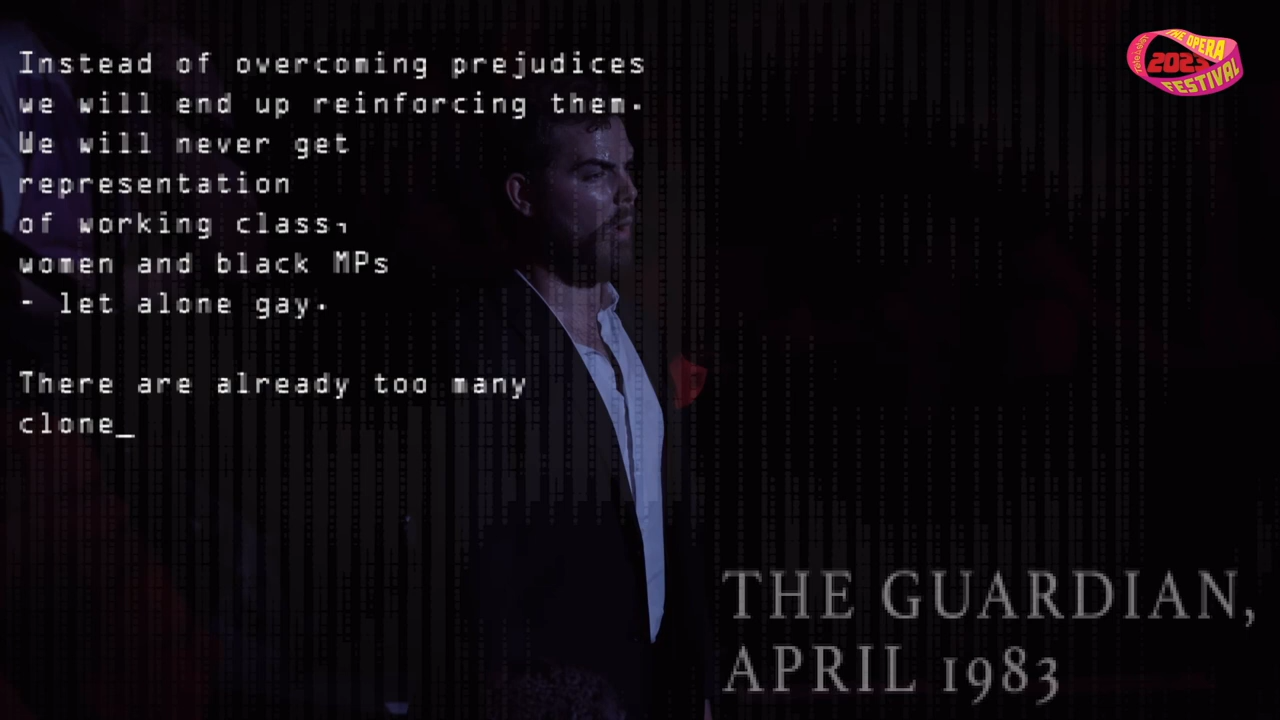 Instead of overcoming prejudices
we will end up reinforcing them.
We will never get
representation
of working class,
women and black MPs
- let alone gay.
There are already too many
clone_
THE OPERA
2023
FESTIVAL
THE GUARDIAN,
APRIL 1983